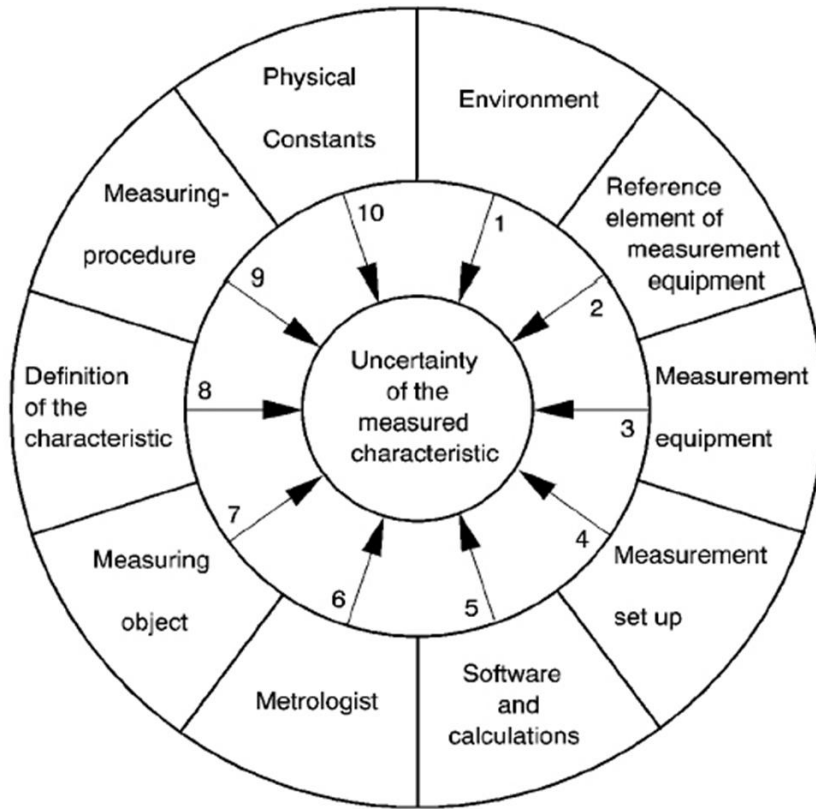 Environment
Reference
element of
measurement
equipment
Measurement
equipment
Measurement
set up
Software
and
calculations
Metrologist
Measuring
object
Definition
of the
characteristic
Measuring-
procedure
Physical
Constants
1
2
3
4
5
6
7
8
9
10
Uncertainty
of the
measured
characteristic